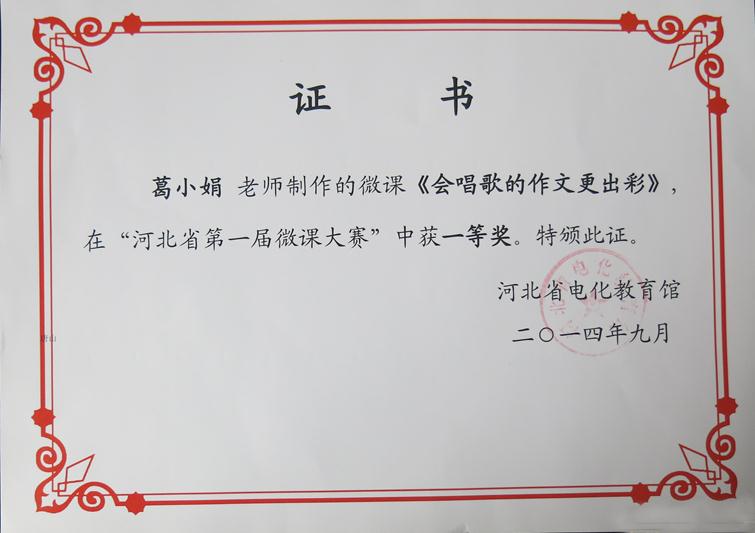 证 书
葛小娟 老师制作的微课《会唱歌的作文更出彩》,
在“河北省第一届微课大赛”中获一等奖。特颁此证。
河北省电化教育馆
二〇一四年九月
唐山